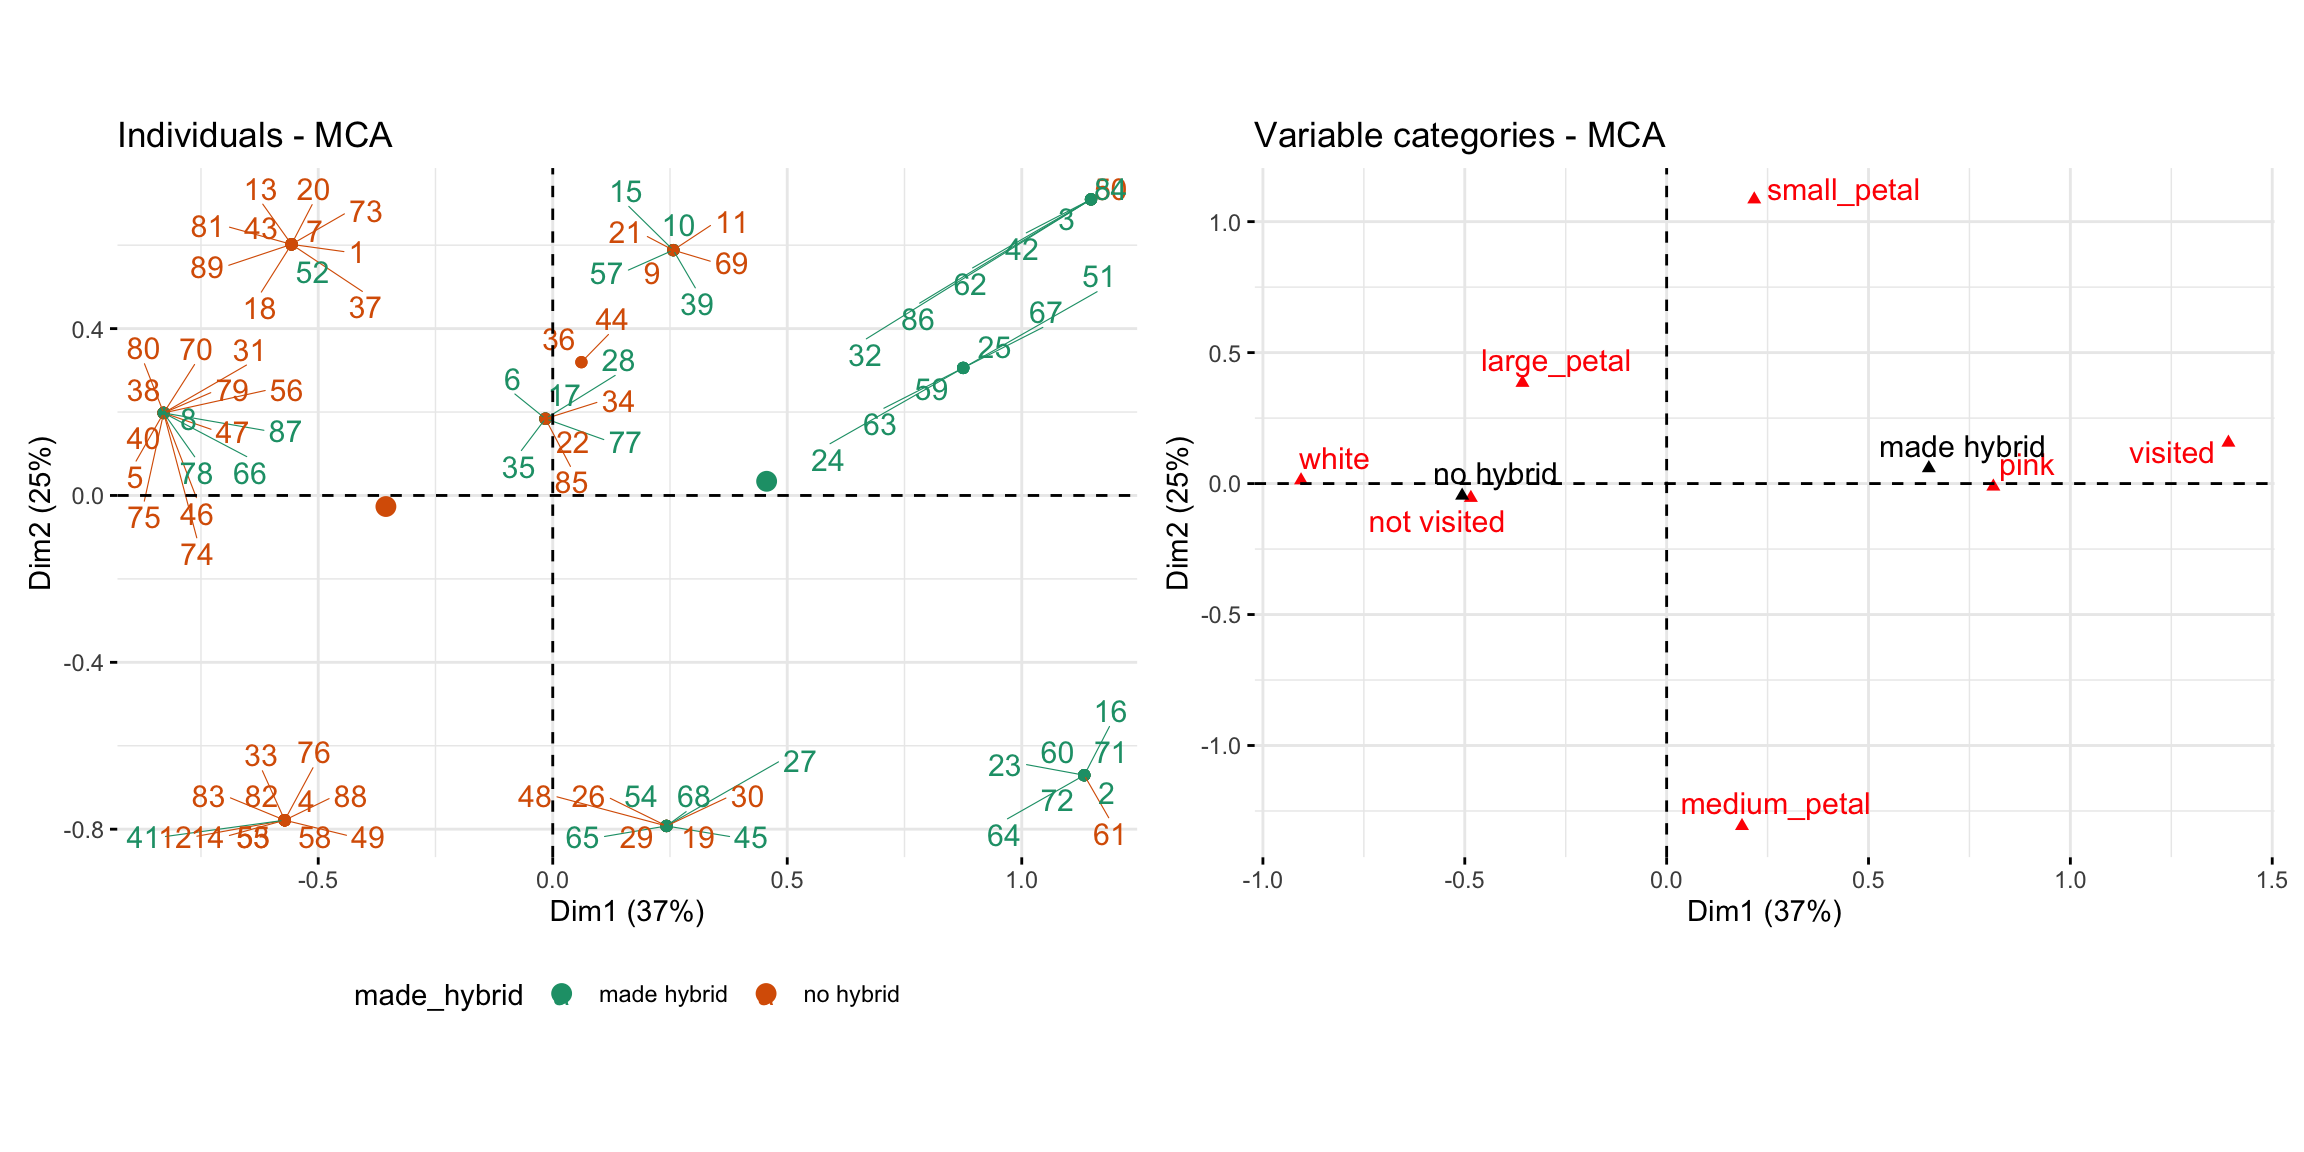 Individuals - MCA
13 20
15
73
81 43 7
10 11
21
1
89
52
57 9 69
18 37
39
3
42
51
62
67
86
44
36
25
32
28
80 70 31
6
17
59
38 79 56
34
63
8
40 47 87
22 77
5 78 66
35
85
24
75 46
74
16
33 76
27
60 71
23
83 82 4 88
48 26 54 68 30
72 2
41 12 14 58 49
65 29 19 45
64 61
0.4
0.0
-0.4
-0.8
-0.5 0.0 0.5 1.0
Dim1 (37%)
Dim2 (25%)
made_hybrid made hybrid no hybrid
Variable categories - MCA
small_petal
large_petal
made hybrid
visited
white
pink
no hybrid
not visited
medium_petal
1.0
0.5
0.0
-0.5
-1.0
-1.0 -0.5 0.0 0.5 1.0 1.5
Dim1 (37%)
Dim2 (25%)